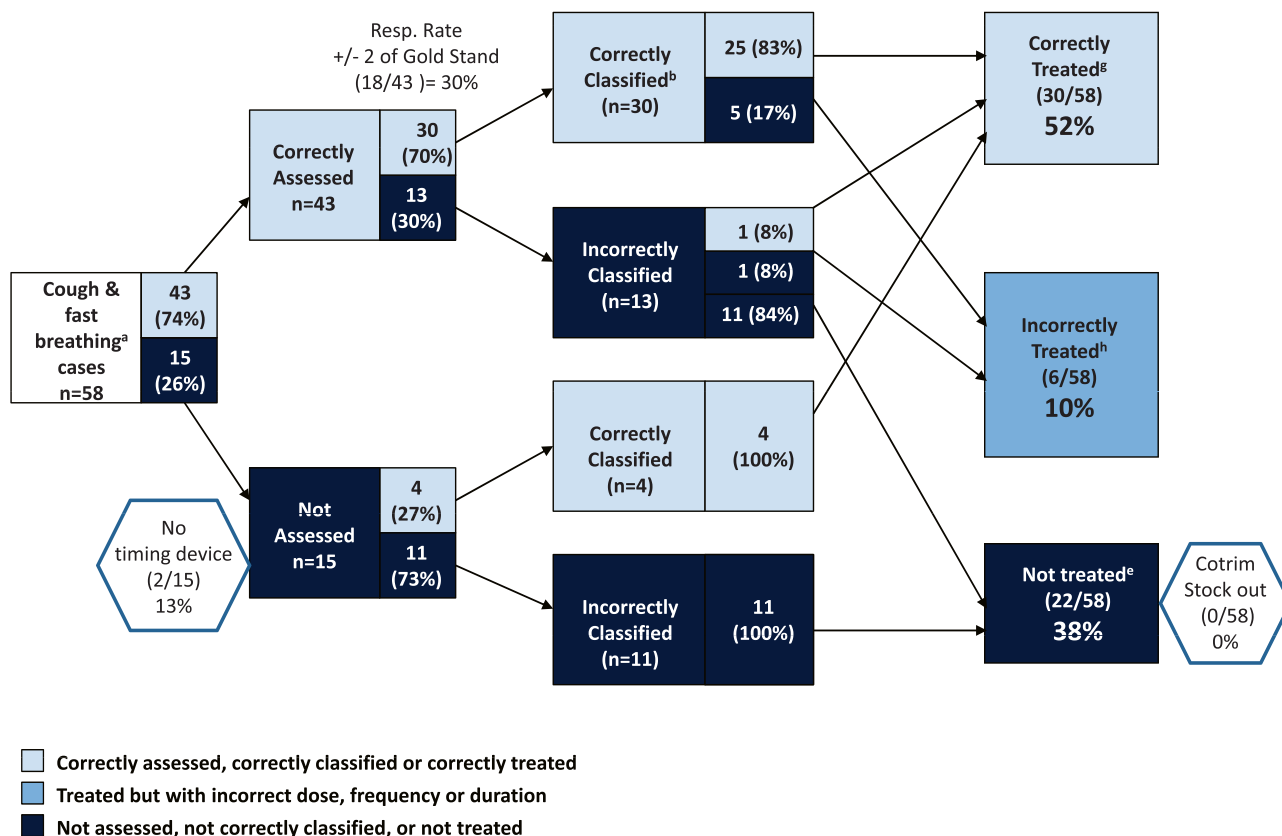 Resp. Rate
+/- 2 of Gold Stand
(18/43 )= 30%
Cough &
fast
breathingᵃ
cases
n=58
43
(74%)
15
(26%)
Correctly
Assessed
n=43
30
(70%)
13
(30%)
Not
Assessed
n=15
4
(27%)
11
(73%)
No
timing device
(2/15)
13%
Correctly
Classifiedᵇ
(n=30)
25 (83%)
5 (17%)
Incorrectly
Classified
(n=13)
1 (8%)
1 (8%)
11 (84%)
Correctly
Classified
(n=4)
4
(100%)
Incorrectly
Classified
(n=11)
11
(100%)
Correctly
Treatedᵍ
(30/58)
52%
Incorrectly
Treatedʰ
(6/58)
10%
Not treatedᵉ
(22/58)
38%
Cotrim
Stock out
(0/58)
0%
Correctly assessed, correctly classified or correctly treated
Treated but with incorrect dose, frequency or duration
Not assessed, not correctly classified, or not treated